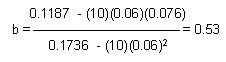 0.1187 - (10)(0.06)(0.076)
b = ─────────────── = 0.53
0.1736 - (10)(0.06)²